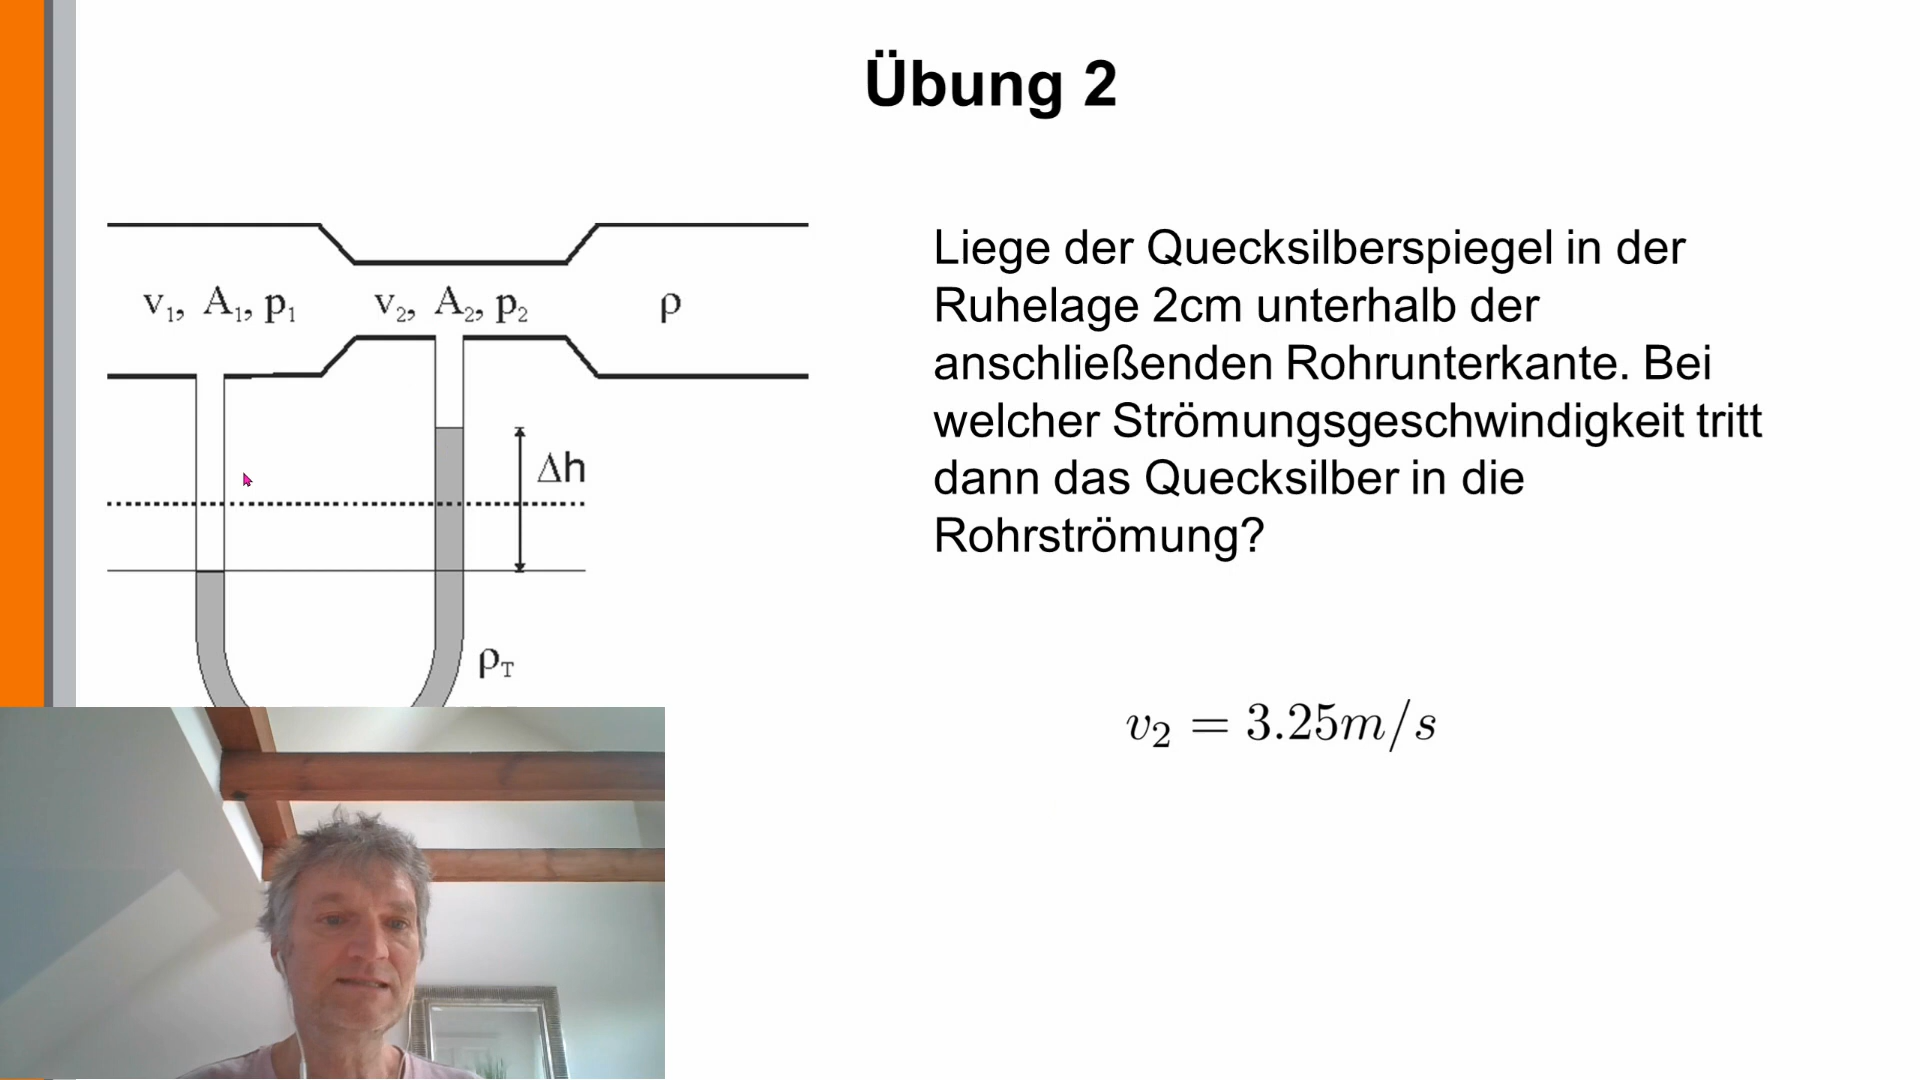 Übung 2
v₁, A₁, p₁
v₂, A₂, p₂
ρ
Δh
ρ_T
Liege der Quecksilberspiegel in der
Ruhelage 2cm unterhalb der
anschließenden Rohrunterkante. Bei
welcher Strömungsgeschwindigkeit tritt
dann das Quecksilber in die
Rohrströmung?
v₂ = 3.25m/s